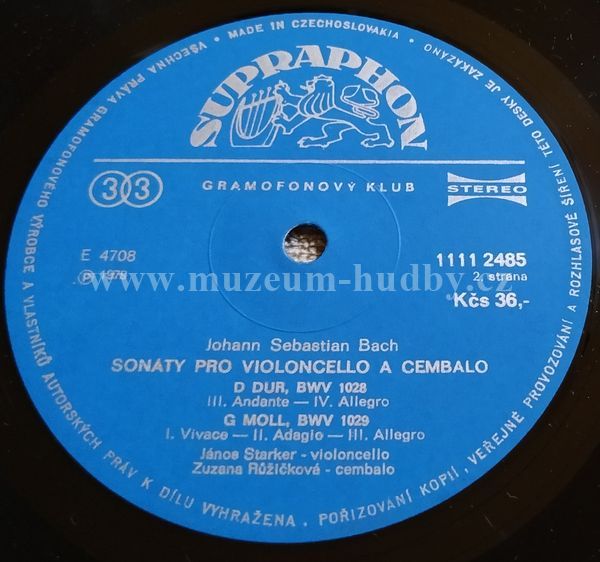 MADE IN CZECHOSLOVAKIA • VŠECHNA PRÁVA GRAMOFONOVÉHO VÝROBCE A VLASTNÍKŮ AUTORSKÝCH PRÁV K DÍLU VYHRAŽENA. POŘIZOVÁNÍ KOPIÍ, VEŘEJNÉ PROVOZOVÁNÍ A ROZHLASOVÉ ŠÍŘENÍ TÉTO DESKY JE ZAKÁZÁNO •
SUPRAPHON
33 GRAMOFONOVÝ KLUB STEREO
E 4708 1111 2485
℗ 1978 2. strana
www.muzeum-hudby.cz
Kčs 36,-
Johann Sebastian Bach
SONÁTY PRO VIOLONCELLO A CEMBALO
D DUR, BWV 1028
III. Andante — IV. Allegro
G MOLL, BWV 1029
I. Vivace — II. Adagio — III. Allegro
János Starker - violoncello
Zuzana Růžičková - cembalo